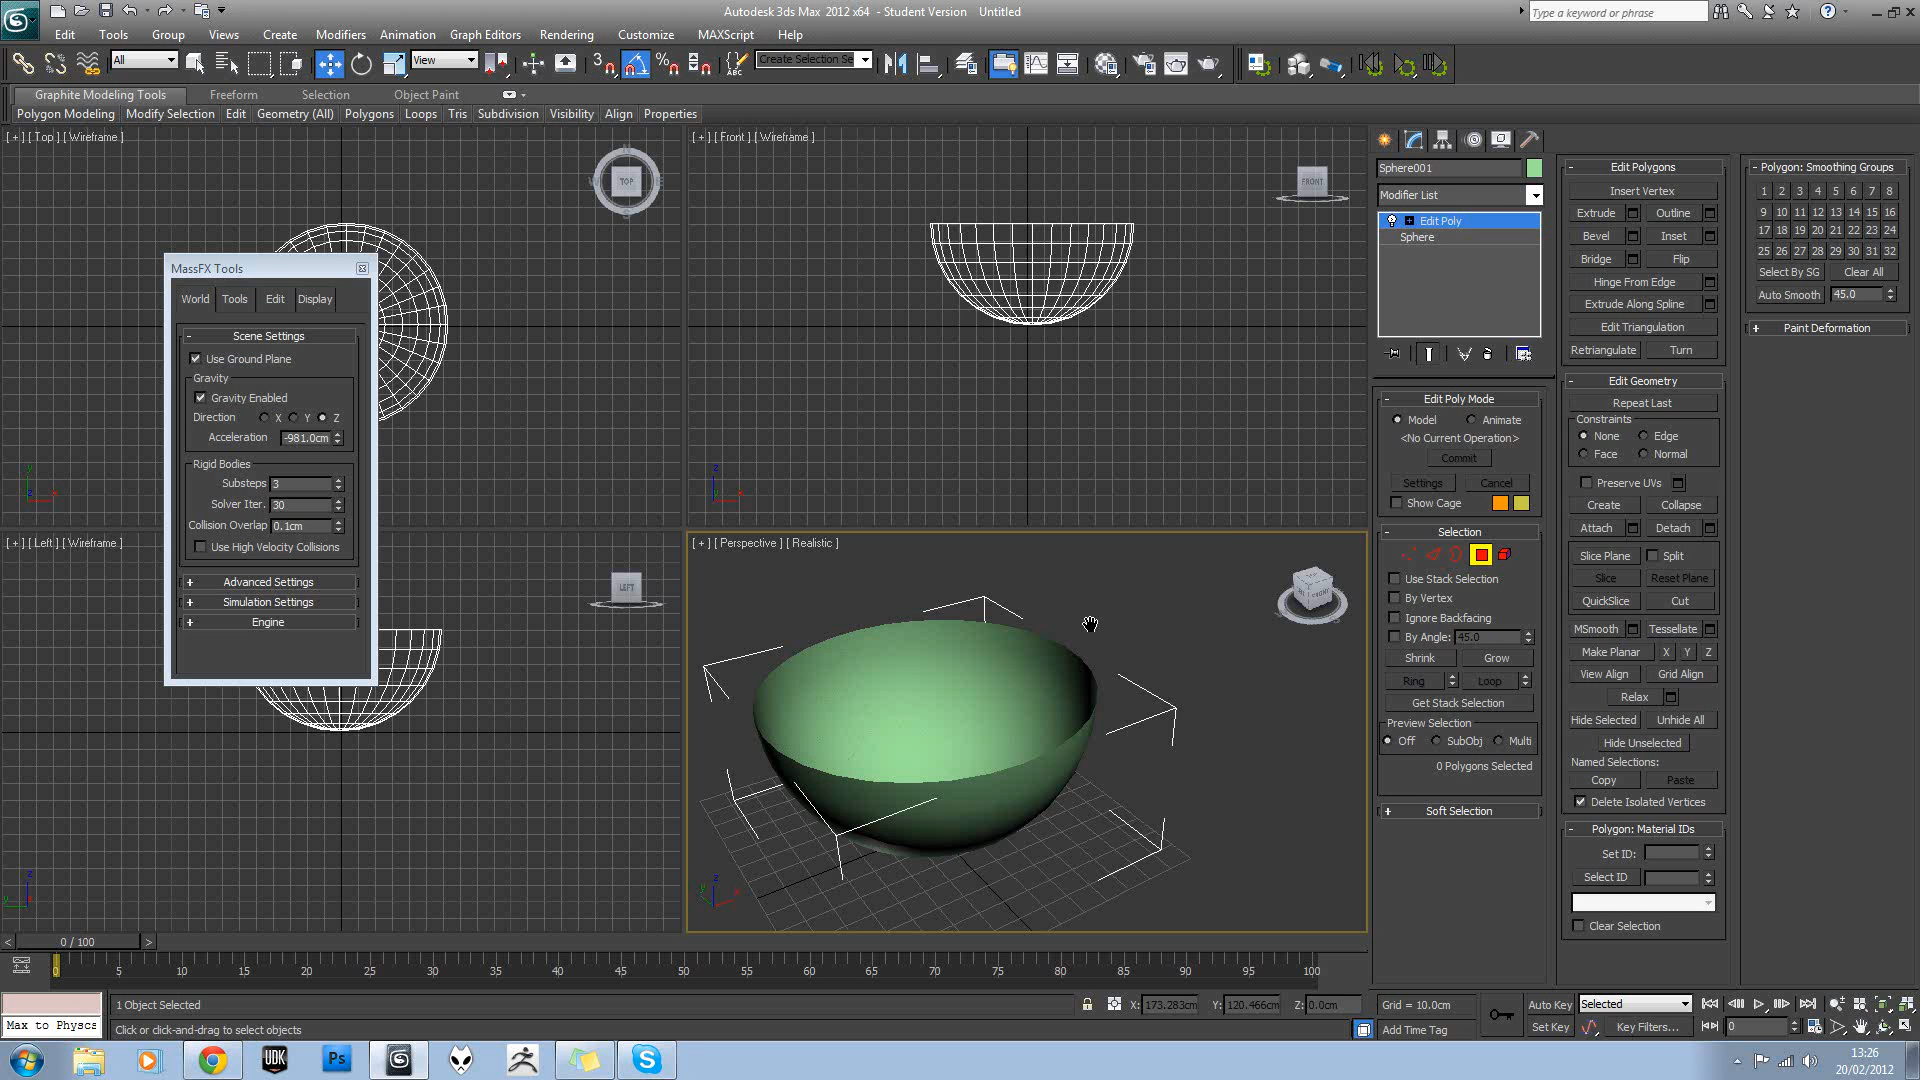 Autodesk 3ds Max 2012 x64 - Student Version Untitled
Type a keyword or phrase
Edit Tools Group Views Create Modifiers Animation Graph Editors Rendering Customize MAXScript Help
All View 3 Create Selection Se
Graphite Modeling Tools Freeform Selection Object Paint
Polygon Modeling Modify Selection Edit Geometry (All) Polygons Loops Tris Subdivision Visibility Align Properties
[ + ] [ Top ] [ Wireframe ]
TOP
[ + ] [ Front ] [ Wireframe ]
FRONT
MassFX Tools
World Tools Edit Display
- Scene Settings
Use Ground Plane
Gravity
Gravity Enabled
Direction X Y Z
Acceleration -981.0cm
Rigid Bodies
Substeps 3
Solver Iter. 30
Collision Overlap 0.1cm
Use High Velocity Collisions
+ Advanced Settings
+ Simulation Settings
+ Engine
[ + ] [ Left ] [ Wireframe ]
LEFT
[ + ] [ Perspective ] [ Realistic ]
Sphere001
Modifier List
Edit Poly
Sphere
- Edit Poly Mode
Model Animate
<No Current Operation>
Commit
Settings Cancel
Show Cage
- Selection
Use Stack Selection
By Vertex
Ignore Backfacing
By Angle: 45.0
Shrink Grow
Ring Loop
Get Stack Selection
Preview Selection
Off SubObj Multi
0 Polygons Selected
+ Soft Selection
- Edit Polygons
Insert Vertex
Extrude Outline
Bevel Inset
Bridge Flip
Hinge From Edge
Extrude Along Spline
Edit Triangulation
Retriangulate Turn
- Edit Geometry
Repeat Last
Constraints
None Edge
Face Normal
Preserve UVs
Create Collapse
Attach Detach
Slice Plane Split
Slice Reset Plane
QuickSlice Cut
MSmooth Tessellate
Make Planar X Y Z
View Align Grid Align
Relax
Hide Selected Unhide All
Hide Unselected
Named Selections:
Copy Paste
Delete Isolated Vertices
- Polygon: Material IDs
Set ID:
Select ID
Clear Selection
- Polygon: Smoothing Groups
1 2 3 4 5 6 7 8
9 10 11 12 13 14 15 16
17 18 19 20 21 22 23 24
25 26 27 28 29 30 31 32
Select By SG Clear All
Auto Smooth 45.0
+ Paint Deformation
< 0 / 100 >
0 5 10 15 20 25 30 35 40 45 50 55 60 65 70 75 80 85 90 95 100
1 Object Selected X: 173.283cm Y: 120.466cm Z: 0.0cm Grid = 10.0cm Auto Key Selected
Max to Physcs Click or click-and-drag to select objects Add Time Tag Set Key Key Filters... 0
UDK Ps
13:26
20/02/2012